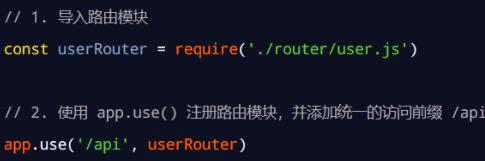 // 1. 导入路由模块
const userRouter = require('./router/user.js')
// 2. 使用 app.use() 注册路由模块，并添加统一的访问前缀 /api
app.use('/api', userRouter)